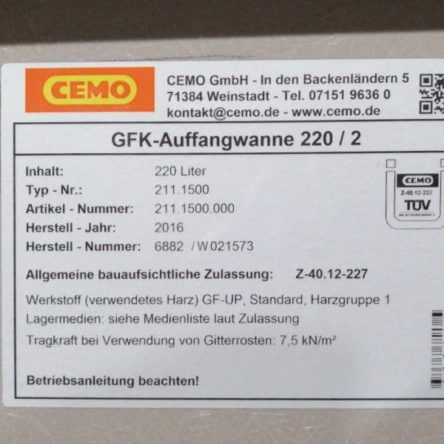 CEMO
CEMO GmbH - In den Backenländern 5
71384 Weinstadt - Tel. 07151 9636 0
kontakt@cemo.de - www.cemo.de
GFK-Auffangwanne 220 / 2
Inhalt: 220 Liter
Typ - Nr.: 211.1500
Artikel - Nummer: 211.1500.000
Herstell - Jahr: 2016
Herstell - Nummer: 6882 / W021573
CEMO
Z-40.12-227
TÜV
Allgemeine bauaufsichtliche Zulassung: Z-40.12-227
Werkstoff (verwendetes Harz) GF-UP, Standard, Harzgruppe 1
Lagermedien: siehe Medienliste laut Zulassung
Tragkraft bei Verwendung von Gitterrosten: 7,5 kN/m²
Betriebsanleitung beachten!